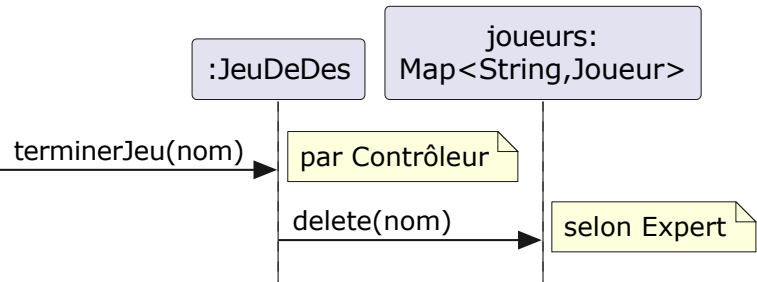 :JeuDeDes
joueurs:
Map<String,Joueur>
terminerJeu(nom)
par Contrôleur
delete(nom)
selon Expert